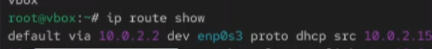 vbox
root@vbox:~# ip route show
default via 10.0.2.2 dev enp0s3 proto dhcp src 10.0.2.15